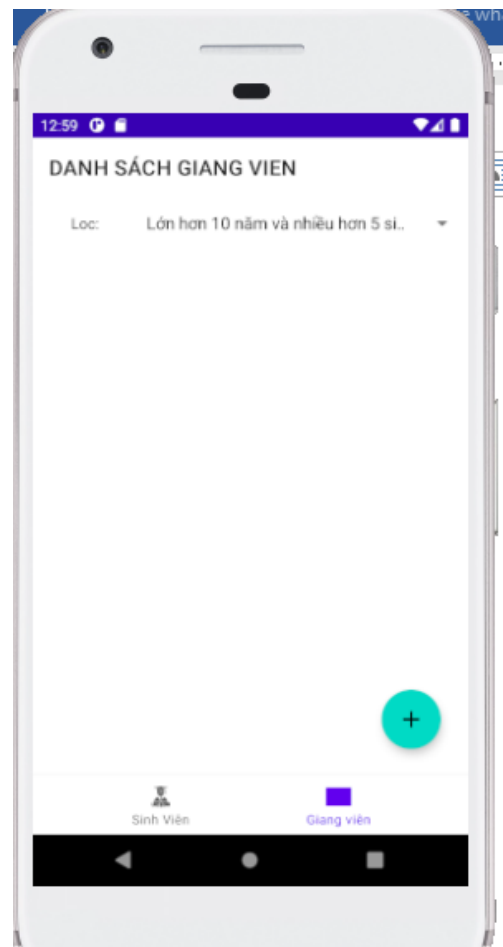 e wh
12:59
DANH SÁCH GIANG VIEN
Loc: Lớn hơn 10 năm và nhiều hơn 5 si..
+
Sinh Viên Giang viên